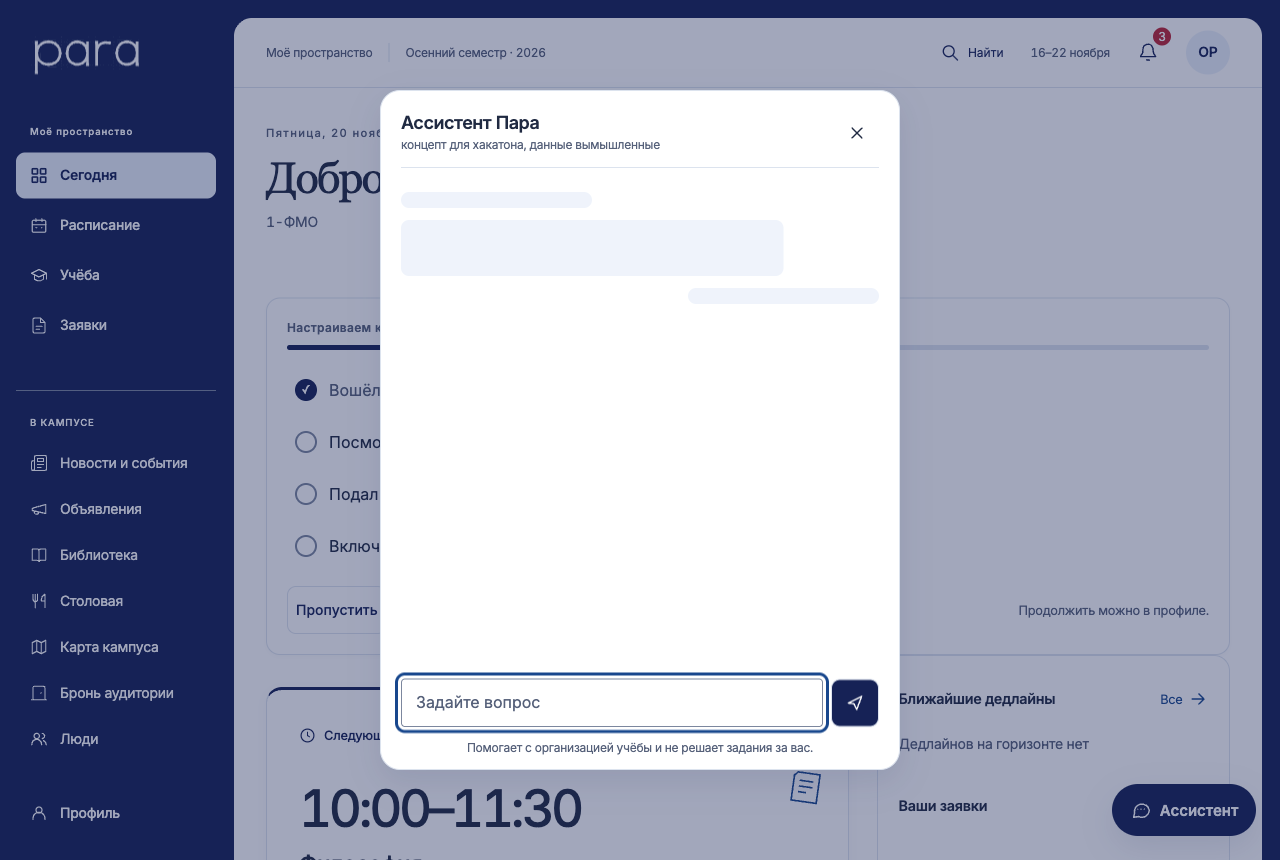 para
Моё пространство
Сегодня
Расписание
Учёба
Заявки
В КАМПУСЕ
Новости и события
Объявления
Библиотека
Столовая
Карта кампуса
Бронь аудитории
Люди
Профиль
Моё пространство
Осенний семестр · 2026
Найти
16–22 ноября
3
ОР
Пятница, 20 нояб
Добро
1-ФМО
Настраиваем к
Вошёл
Посмо
Подал
Включ
Пропустить
Продолжить можно в профиле.
Ассистент Пара
концепт для хакатона, данные вымышленные
Задайте вопрос
Помогает с организацией учёбы и не решает задания за вас.
Следующ
10:00–11:30
Ближайшие дедлайны
Все
Дедлайнов на горизонте нет
Ваши заявки
Ассистент